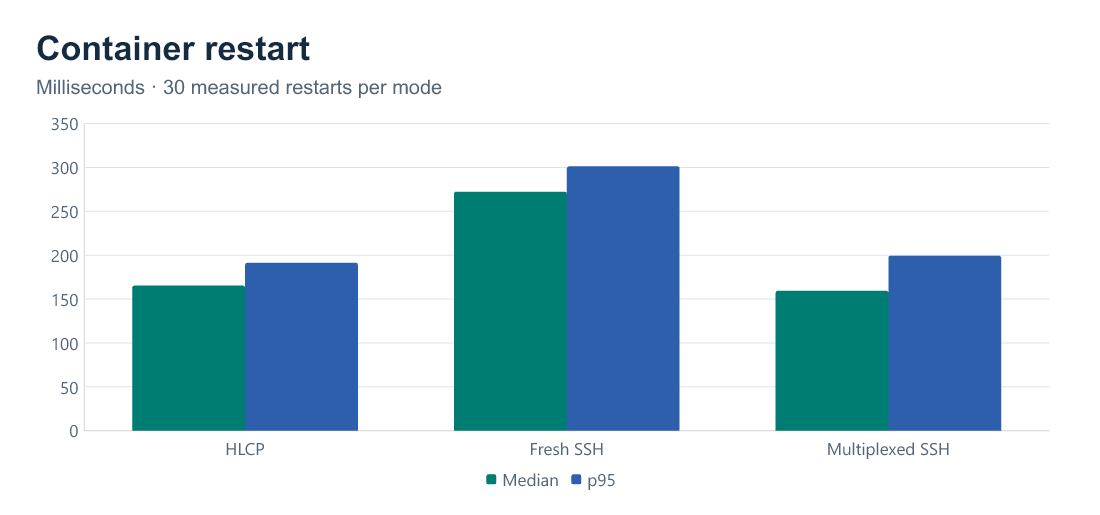 Container restart
Milliseconds · 30 measured restarts per mode
350
300
250
200
150
100
50
0
HLCP Fresh SSH Multiplexed SSH
Median p95